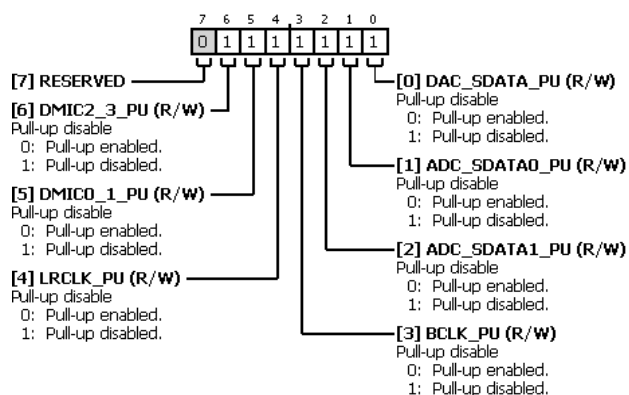 7 6 5 4 3 2 1 0
0 1 1 1 1 1 1 1
[7] RESERVED
[6] DMIC2_3_PU (R/W)
Pull-up disable
0: Pull-up enabled.
1: Pull-up disabled.
[5] DMIC0_1_PU (R/W)
Pull-up disable
0: Pull-up enabled.
1: Pull-up disabled.
[4] LRCLK_PU (R/W)
Pull-up disable
0: Pull-up enabled.
1: Pull-up disabled.
[0] DAC_SDATA_PU (R/W)
Pull-up disable
0: Pull-up enabled.
1: Pull-up disabled.
[1] ADC_SDATA0_PU (R/W)
Pull-up disable
0: Pull-up enabled.
1: Pull-up disabled.
[2] ADC_SDATA1_PU (R/W)
Pull-up disable
0: Pull-up enabled.
1: Pull-up disabled.
[3] BCLK_PU (R/W)
Pull-up disable
0: Pull-up enabled.
1: Pull-up disabled.